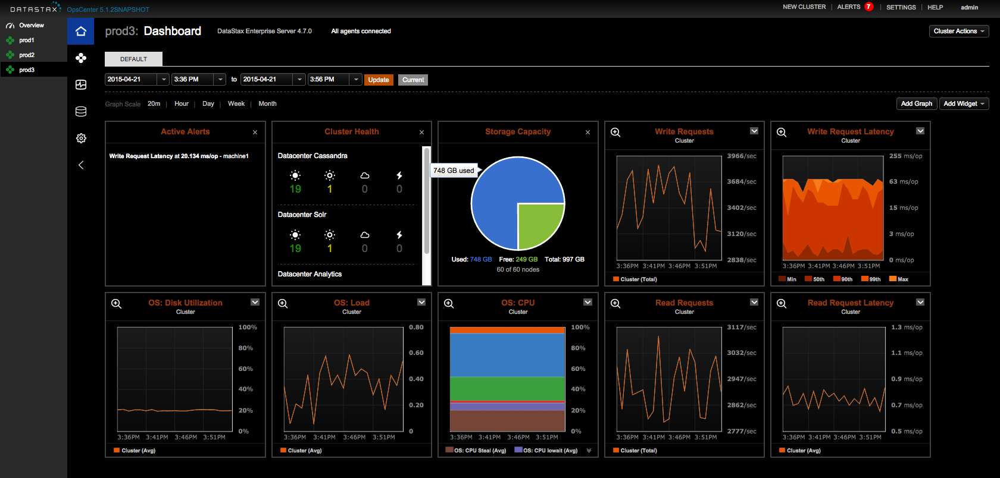 DATASTAX OpsCenter 5.1.2SNAPSHOT
NEW CLUSTER | ALERTS 7 | SETTINGS | HELP admin
Overview
prod1
prod2
prod3
prod3: Dashboard DataStax Enterprise Server 4.7.0 All agents connected
Cluster Actions
DEFAULT
2015-04-21 3:36 PM to 2015-04-21 3:56 PM Update Current
Graph Scale 20m | Hour | Day | Week | Month
Add Graph Add Widget
Active Alerts
Write Request Latency at 20.134 ms/op - machine1
Cluster Health
Datacenter Cassandra
19 1 0 0
Datacenter Solr
19 1 0 0
Datacenter Analytics
Storage Capacity
748 GB used
Used: 748 GB Free: 249 GB Total: 997 GB
60 of 60 nodes
Write Requests
Cluster
3966/sec
3684/sec
3402/sec
3120/sec
2838/sec
3:36PM 3:41PM 3:46PM 3:51PM
Cluster (Total)
Write Request Latency
Cluster
255 ms/op
63 ms/op
15 ms/op
3 ms/op
0 ms/op
3:36PM 3:41PM 3:46PM 3:51PM
Min 50th 90th 99th Max
OS: Disk Utilization
Cluster
100%
80%
60%
40%
20%
0%
3:36PM 3:41PM 3:46PM 3:51PM
Cluster (Avg)
OS: Load
Cluster
0.80
0.60
0.40
0.20
0
3:36PM 3:41PM 3:46PM 3:51PM
Cluster (Avg)
OS: CPU
Cluster
100%
80%
60%
40%
20%
0%
3:36PM 3:41PM 3:46PM 3:51PM
OS: CPU Steal (Avg) OS: CPU Iowait (Avg)
Read Requests
Cluster
3117/sec
3032/sec
2947/sec
2862/sec
2777/sec
3:36PM 3:41PM 3:46PM 3:51PM
Cluster (Total)
Read Request Latency
Cluster
1.3 ms/op
1.1 ms/op
0.9 ms/op
0.7 ms/op
0.5 ms/op
3:36PM 3:41PM 3:46PM 3:51PM
Cluster (Avg)